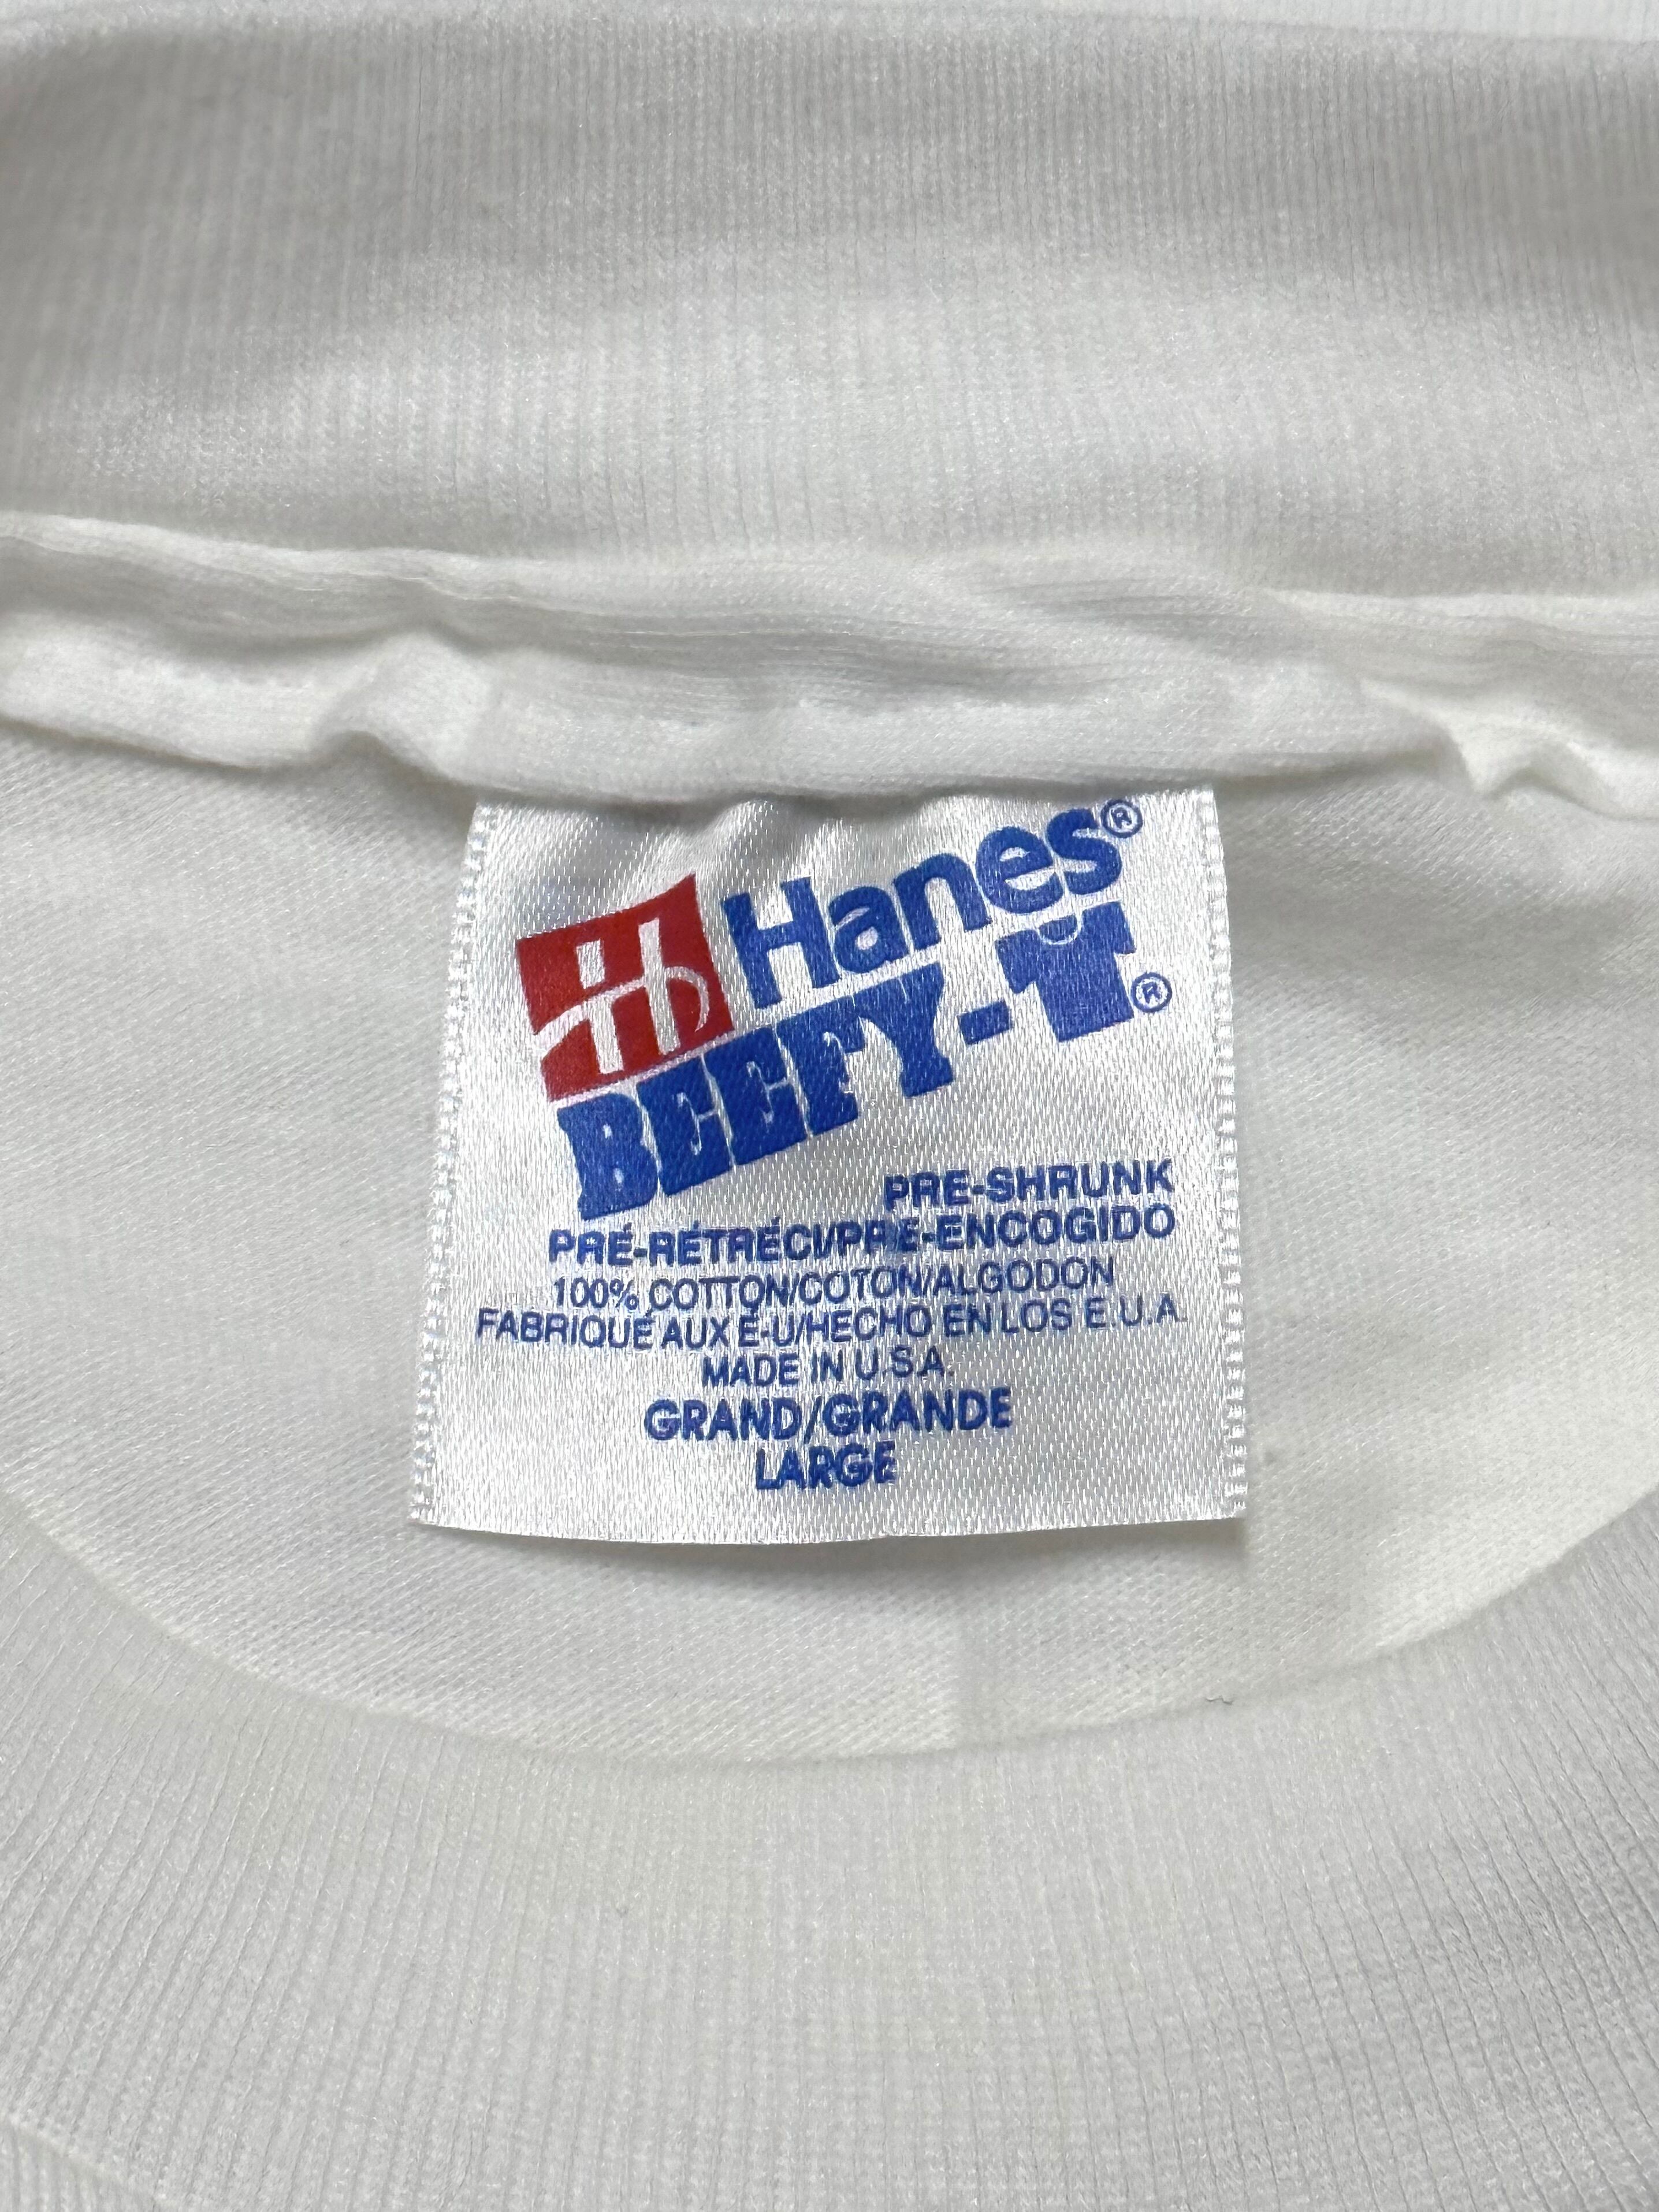 Hanes®
BEEFY-T®
PRE-SHRUNK
PRÉ-RÉTRÉCI/PRE-ENCOGIDO
100% COTTON/COTON/ALGODON
FABRIQUÉ AUX É-U/HECHO EN LOS E.U.A.
MADE IN U.S.A.
GRAND/GRANDE
LARGE